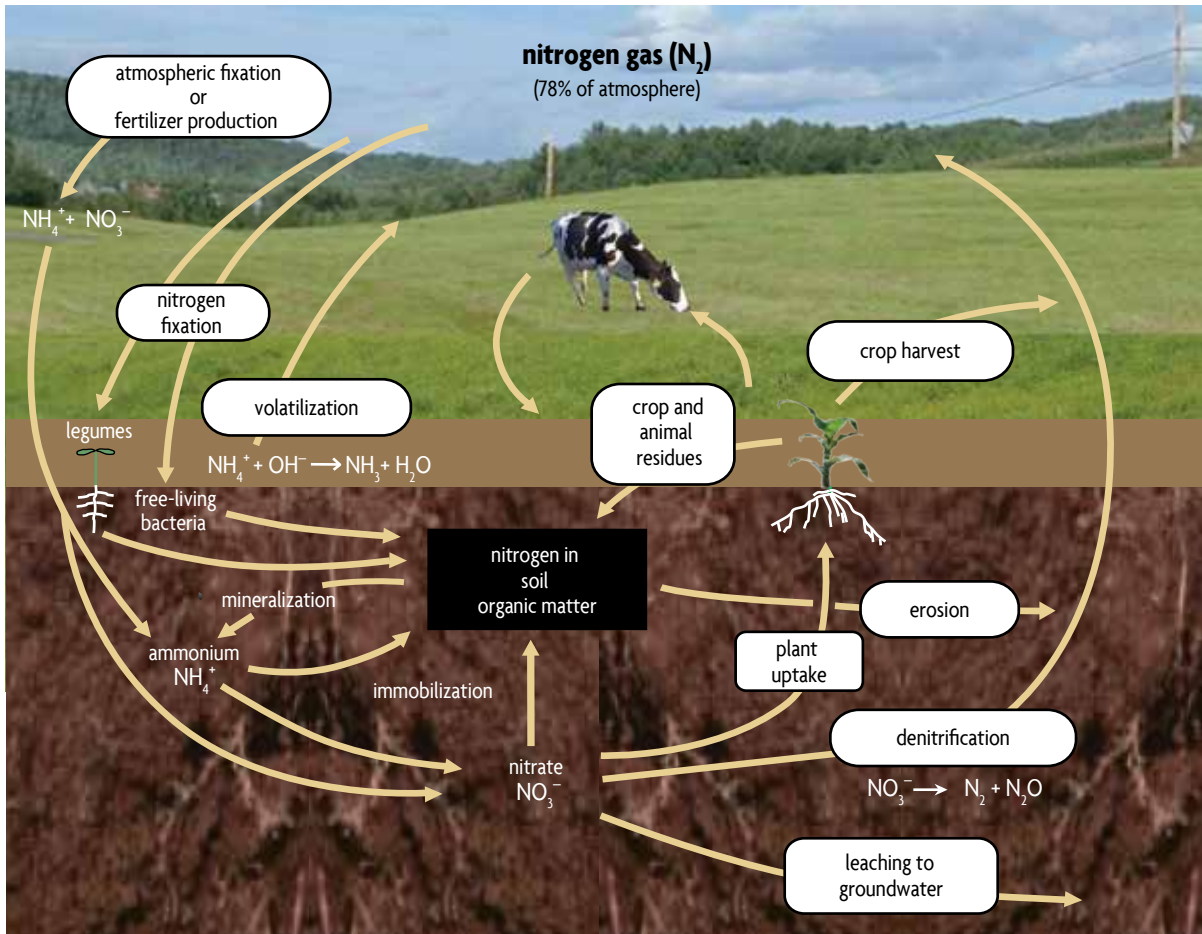 nitrogen gas (N₂)
(78% of atmosphere)
atmospheric fixation
or
fertilizer production
NH₄⁺ + NO₃⁻
nitrogen
fixation
crop harvest
volatilization
crop and
animal
residues
legumes
NH₄⁺ + OH⁻ → NH₃ + H₂O
free-living
bacteria
nitrogen in
soil
organic matter
mineralization
erosion
ammonium
NH₄⁺
plant
uptake
immobilization
denitrification
nitrate
NO₃⁻
NO₃⁻ → N₂ + N₂O
leaching to
groundwater